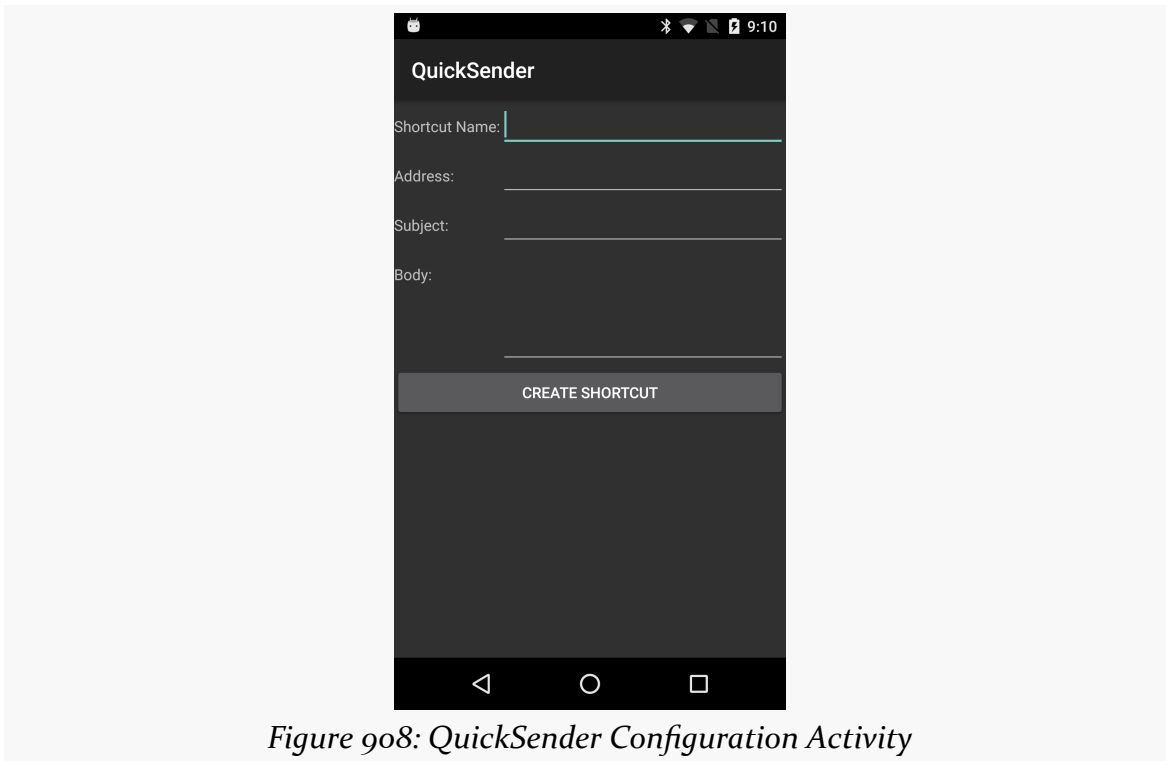 9:10
QuickSender
Shortcut Name:
Address:
Subject:
Body:
CREATE SHORTCUT
Figure 908: QuickSender Configuration Activity